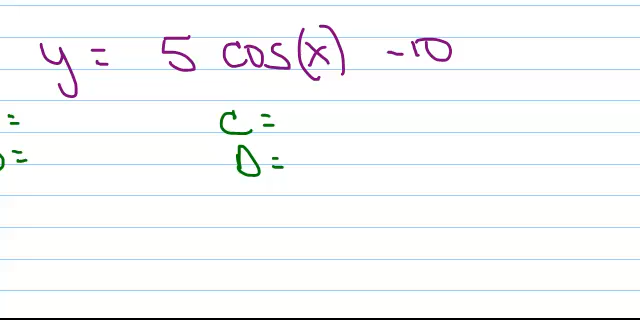 y = 5 cos(x) -10
= C =
= D =